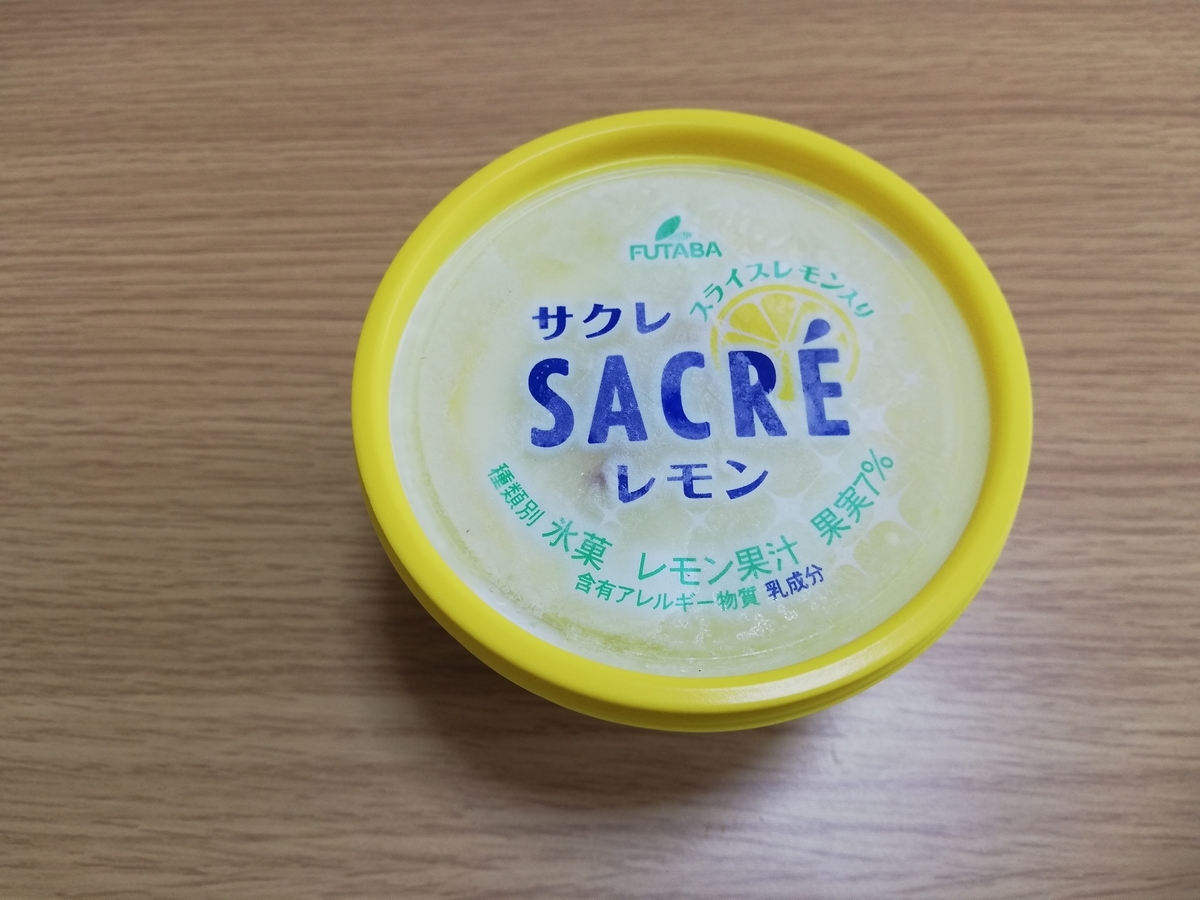 FUTABA
スライスレモン入り
サクレ
SACRÉ
レモン
種類別 氷菓 レモン果汁 果実7%
含有アレルギー物質 乳成分